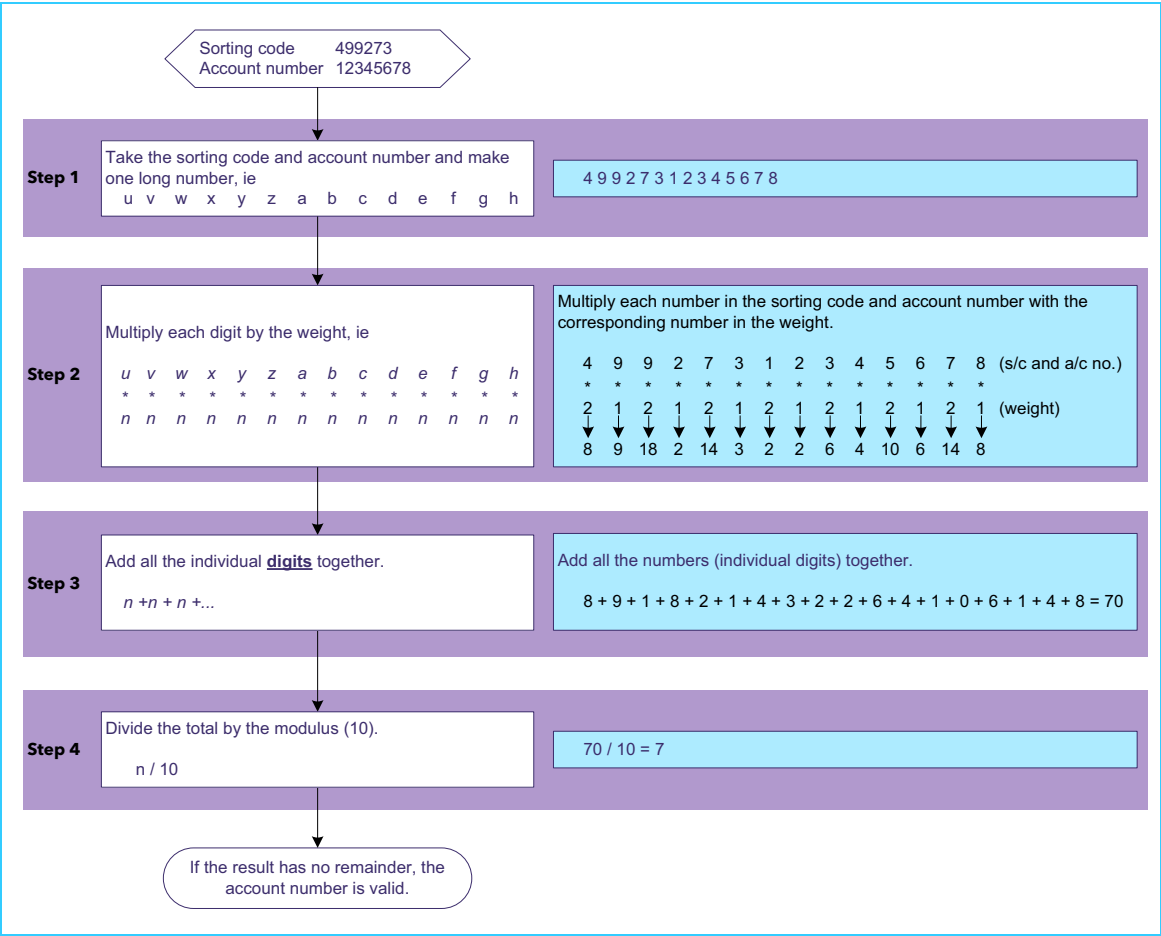 Sorting code 499273
Account number 12345678
Step 1
Take the sorting code and account number and make
one long number, ie
u v w x y z a b c d e f g h
4 9 9 2 7 3 1 2 3 4 5 6 7 8
Step 2
Multiply each digit by the weight, ie
u v w x y z a b c d e f g h
* * * * * * * * * * * * * *
n n n n n n n n n n n n n n
Multiply each number in the sorting code and account number with the
corresponding number in the weight.
4 9 9 2 7 3 1 2 3 4 5 6 7 8 (s/c and a/c no.)
* * * * * * * * * * * * * *
2 1 2 1 2 1 2 1 2 1 2 1 2 1 (weight)
8 9 18 2 14 3 2 2 6 4 10 6 14 8
Step 3
Add all the individual digits together.
n +n + n +...
Add all the numbers (individual digits) together.
8 + 9 + 1 + 8 + 2 + 1 + 4 + 3 + 2 + 2 + 6 + 4 + 1 + 0 + 6 + 1 + 4 + 8 = 70
Step 4
Divide the total by the modulus (10).
n / 10
70 / 10 = 7
If the result has no remainder, the
account number is valid.